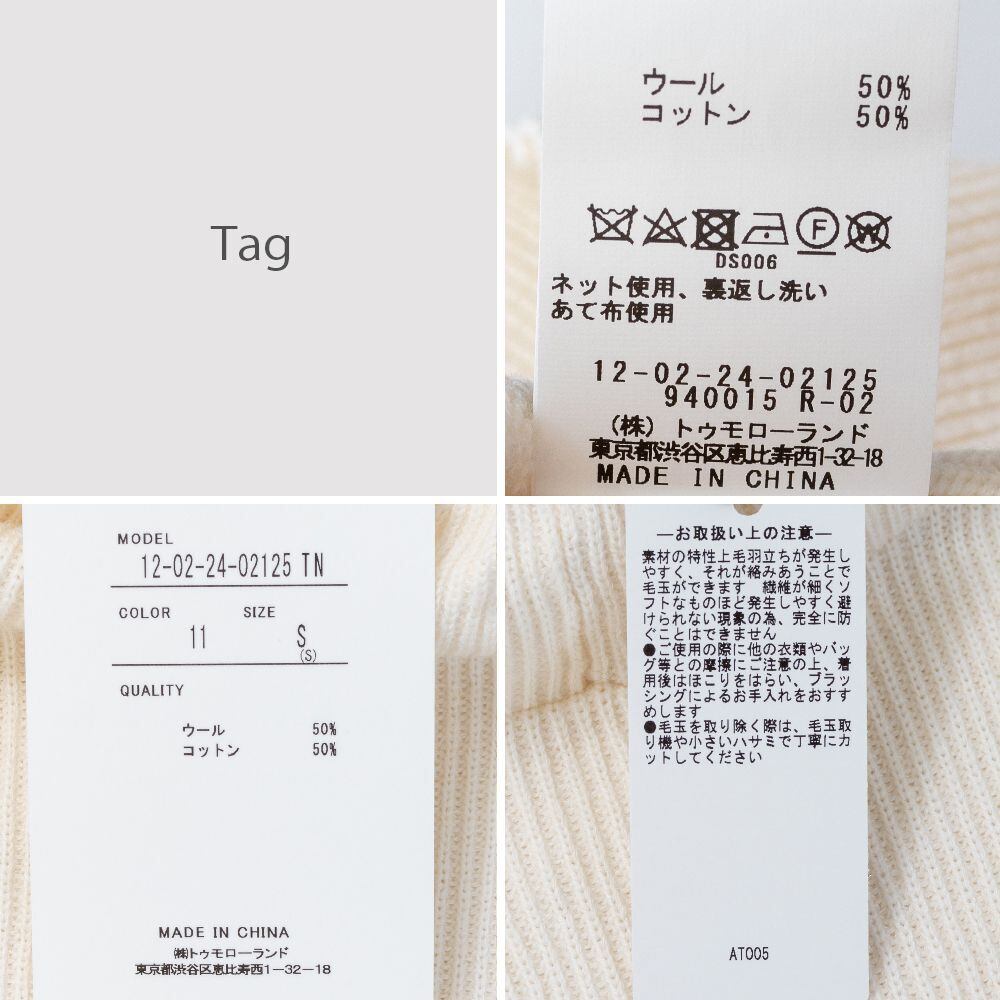 Tag
ウール 50%
コットン 50%
F
W
DS006
ネット使用、裏返し洗い
あて布使用
12-02-24-02125
940015 R-02
(株)トゥモローランド
東京都渋谷区恵比寿西1-32-18
MADE IN CHINA
MODEL
12-02-24-02125 TN
COLOR SIZE
11 S
(S)
QUALITY
ウール 50%
コットン 50%
MADE IN CHINA
㈱トゥモローランド
東京都渋谷区恵比寿西1-32-18
―お取扱い上の注意―
素材の特性上毛羽立ちが発生し
やすく、それが絡みあうことで
毛玉ができます 繊維が細くソ
フトなものほど発生しやすく避
けられない現象の為、完全に防
ぐことはできません
●ご使用の際に他の衣類やバッ
グ等との摩擦にご注意の上、着
用後はほこりをはらい、ブラッ
シングによるお手入れをおすす
めします
●毛玉を取り除く際は、毛玉取
り機や小さいハサミで丁寧にカ
ットしてください
AT005